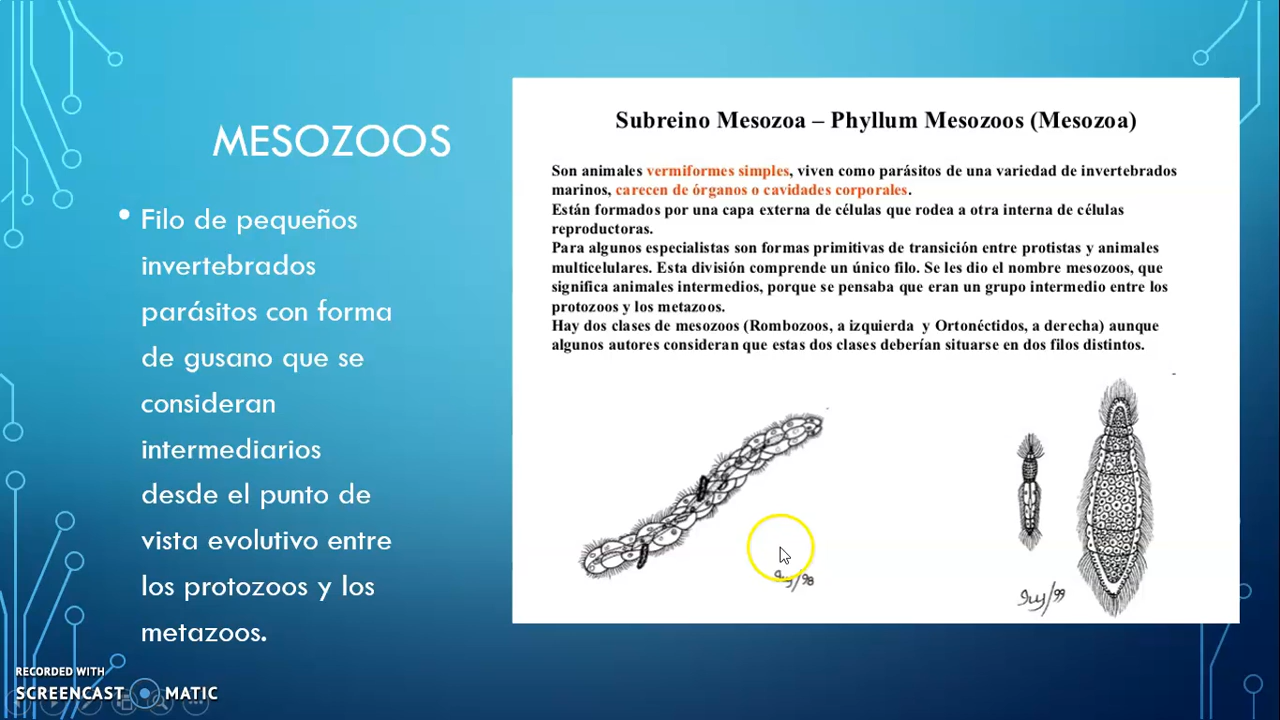 MESOZOOS
• Filo de pequeños
invertebrados
parásitos con forma
de gusano que se
consideran
intermediarios
desde el punto de
vista evolutivo entre
los protozoos y los
metazoos.
Subreino Mesozoa – Phyllum Mesozoos (Mesozoa)
Son animales vermiformes simples, viven como parásitos de una variedad de invertebrados
marinos, carecen de órganos o cavidades corporales.
Están formados por una capa externa de células que rodea a otra interna de células
reproductoras.
Para algunos especialistas son formas primitivas de transición entre protistas y animales
multicelulares. Esta división comprende un único filo. Se les dio el nombre mesozoos, que
significa animales intermedios, porque se pensaba que eran un grupo intermedio entre los
protozoos y los metazoos.
Hay dos clases de mesozoos (Rombozoos, a izquierda y Ortonéctidos, a derecha) aunque
algunos autores consideran que estas dos clases deberían situarse en dos filos distintos.
RECORDED WITH
SCREENCAST MATIC